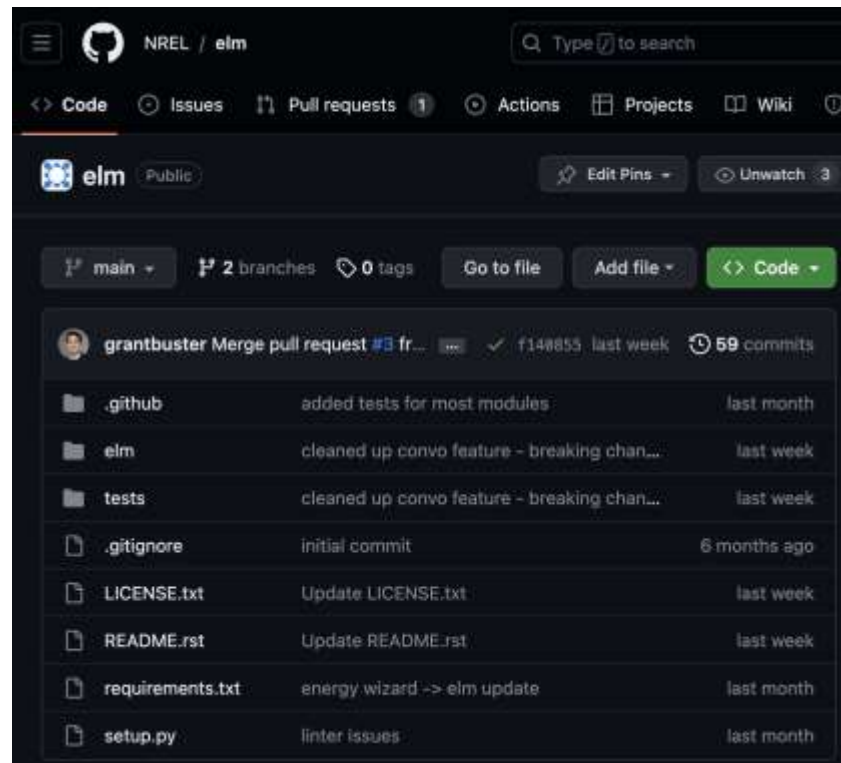 NREL / elm Type / to search
Code Issues Pull requests 1 Actions Projects Wiki
elm Public Edit Pins Unwatch 3
main 2 branches 0 tags Go to file Add file Code
grantbuster Merge pull request #3 fr... ... f140855 last week 59 commits
.github added tests for most modules last month
elm cleaned up convo feature - breaking chan... last week
tests cleaned up convo feature - breaking chan... last week
.gitignore initial commit 6 months ago
LICENSE.txt Update LICENSE.txt last week
README.rst Update README.rst last week
requirements.txt energy wizard -> elm update last month
setup.py linter issues last month